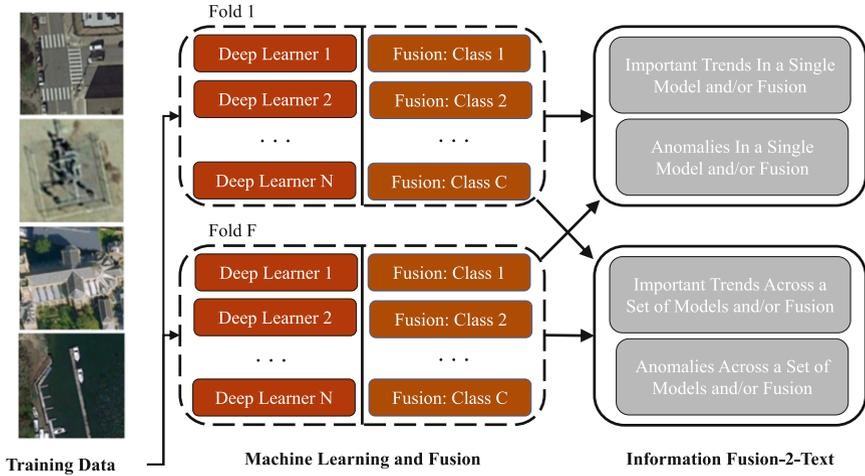 Fold 1
Deep Learner 1
Fusion: Class 1
Deep Learner 2
Fusion: Class 2
. . .
. . .
Deep Learner N
Fusion: Class C
Fold F
Deep Learner 1
Fusion: Class 1
Deep Learner 2
Fusion: Class 2
. . .
. . .
Deep Learner N
Fusion: Class C
Important Trends In a Single
Model and/or Fusion
Anomalies In a Single
Model and/or Fusion
Important Trends Across a
Set of Models and/or Fusion
Anomalies Across a Set of
Models and/or Fusion
Training Data
Machine Learning and Fusion
Information Fusion-2-Text